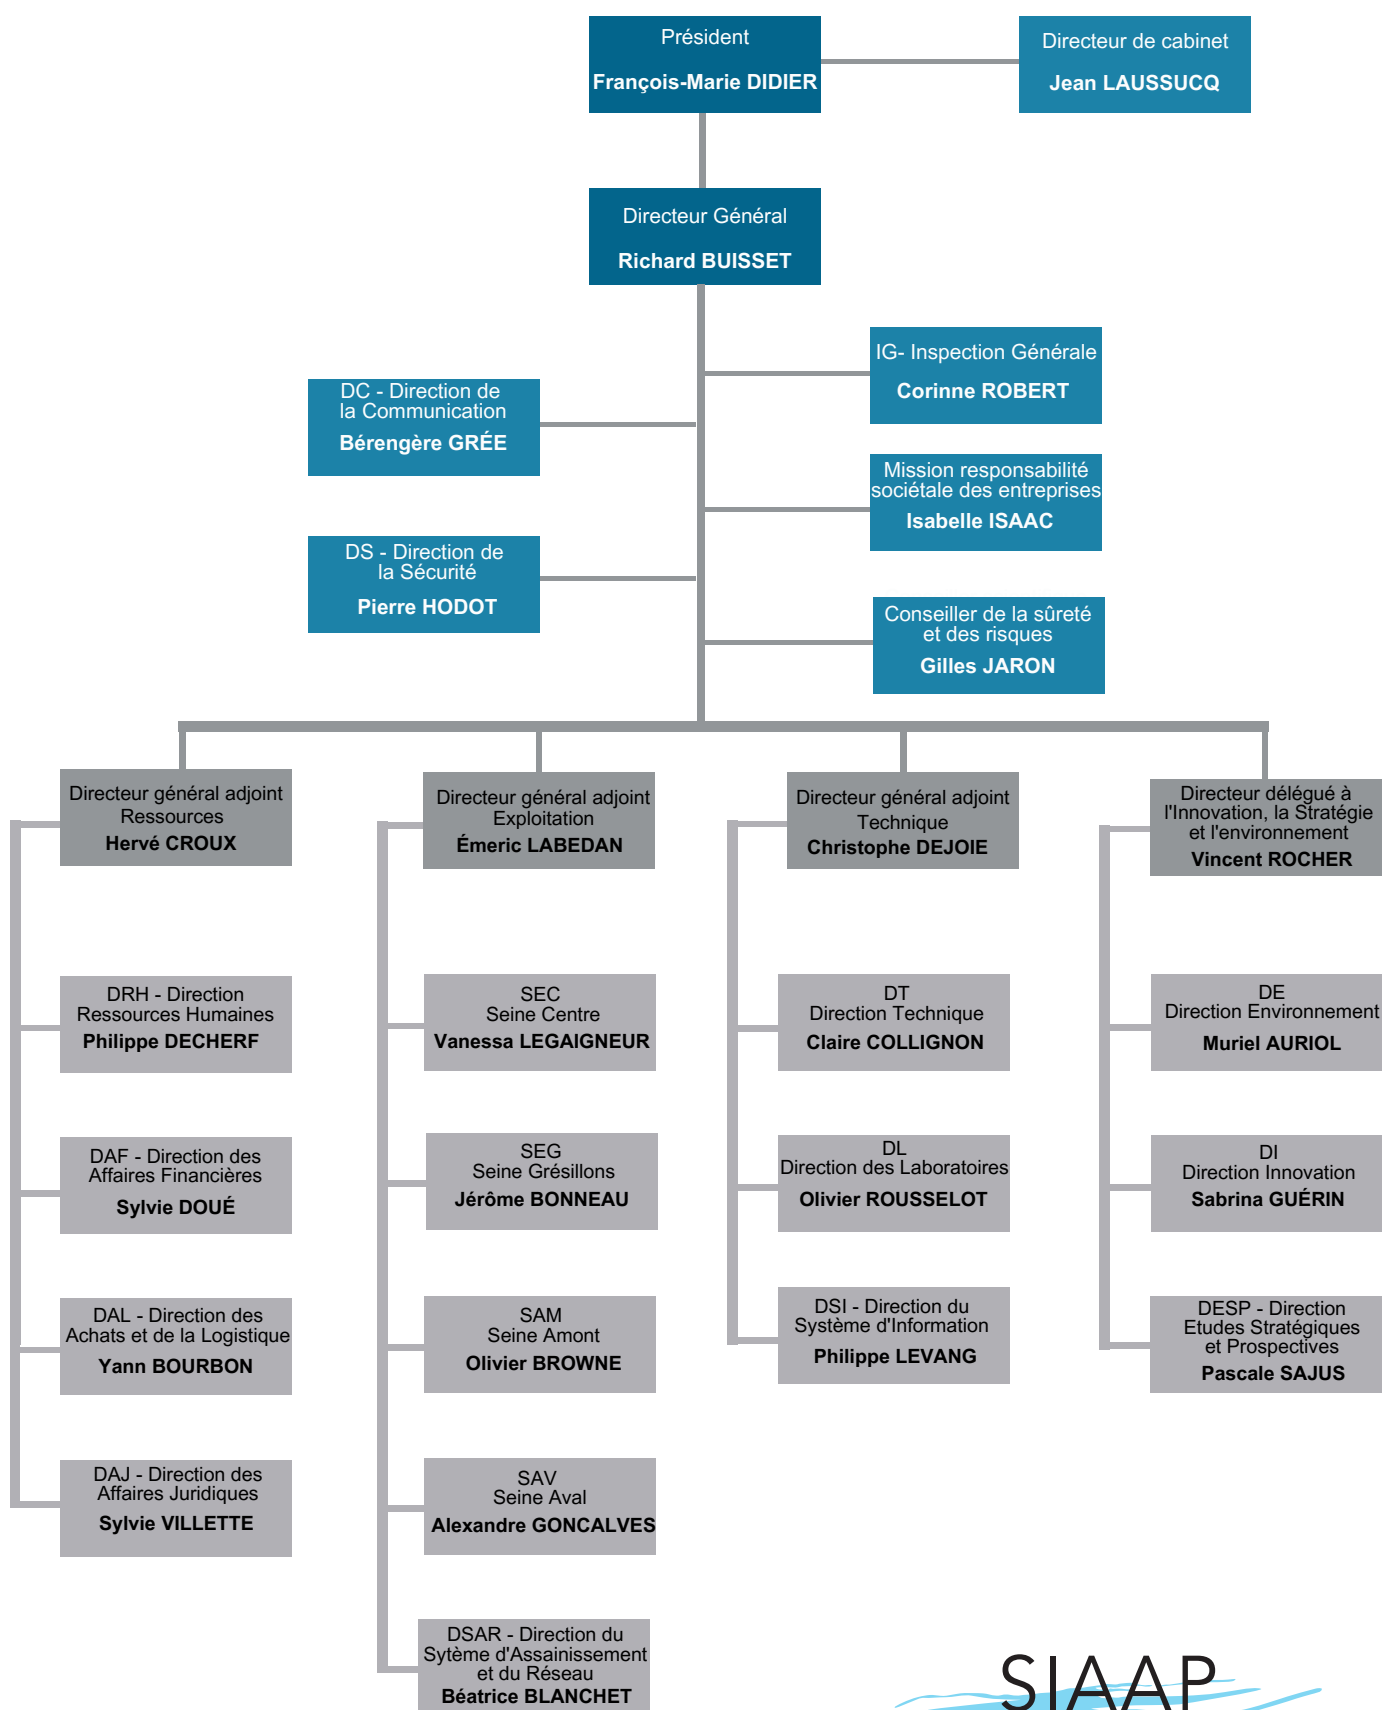 Président
François-Marie DIDIER
Directeur de cabinet
Jean LAUSSUCQ
Directeur Général
Richard BUISSET
IG- Inspection Générale
Corinne ROBERT
DC - Direction de
la Communication
Bérengère GRÉE
Mission responsabilité
sociétale des entreprises
Isabelle ISAAC
DS - Direction de
la Sécurité
Pierre HODOT
Conseiller de la sûreté
et des risques
Gilles JARON
Directeur général adjoint
Ressources
Hervé CROUX
Directeur général adjoint
Exploitation
Émeric LABEDAN
Directeur général adjoint
Technique
Christophe DEJOIE
Directeur délégué à
l'Innovation, la Stratégie
et l'environnement
Vincent ROCHER
DRH - Direction
Ressources Humaines
Philippe DECHERF
DAF - Direction des
Affaires Financières
Sylvie DOUÉ
DAL - Direction des
Achats et de la Logistique
Yann BOURBON
DAJ - Direction des
Affaires Juridiques
Sylvie VILLETTE
SEC
Seine Centre
Vanessa LEGAIGNEUR
SEG
Seine Grésillons
Jérôme BONNEAU
SAM
Seine Amont
Olivier BROWNE
SAV
Seine Aval
Alexandre GONCALVES
DSAR - Direction du
Sytème d'Assainissement
et du Réseau
Béatrice BLANCHET
DT
Direction Technique
Claire COLLIGNON
DL
Direction des Laboratoires
Olivier ROUSSELOT
DSI - Direction du
Système d'Information
Philippe LEVANG
DE
Direction Environnement
Muriel AURIOL
DI
Direction Innovation
Sabrina GUÉRIN
DESP - Direction
Etudes Stratégiques
et Prospectives
Pascale SAJUS
SIAAP